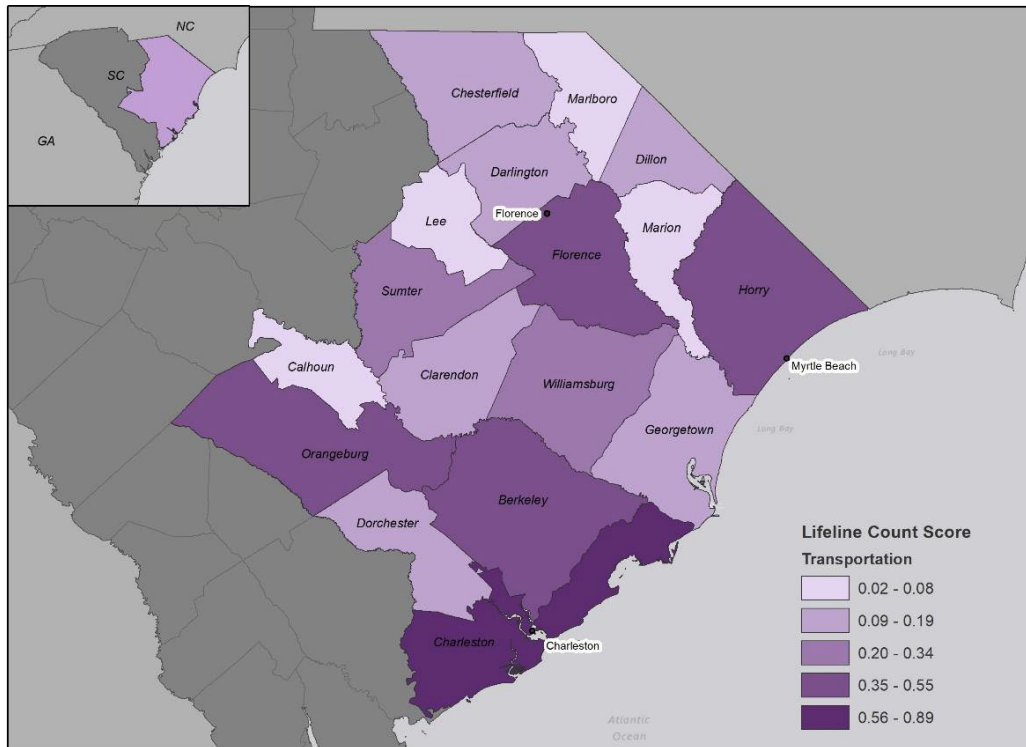 NC
SC
GA
Chesterfield
Marlboro
Dillon
Darlington
Lee
Florence
Marion
Florence
Horry
Sumter
Long Bay
Myrtle Beach
Calhoun
Clarendon
Williamsburg
Georgetown
Long Bay
Orangeburg
Berkeley
Dorchester
Charleston
Charleston
Atlantic
Ocean
Lifeline Count Score
Transportation
0.02 - 0.08
0.09 - 0.19
0.20 - 0.34
0.35 - 0.55
0.56 - 0.89